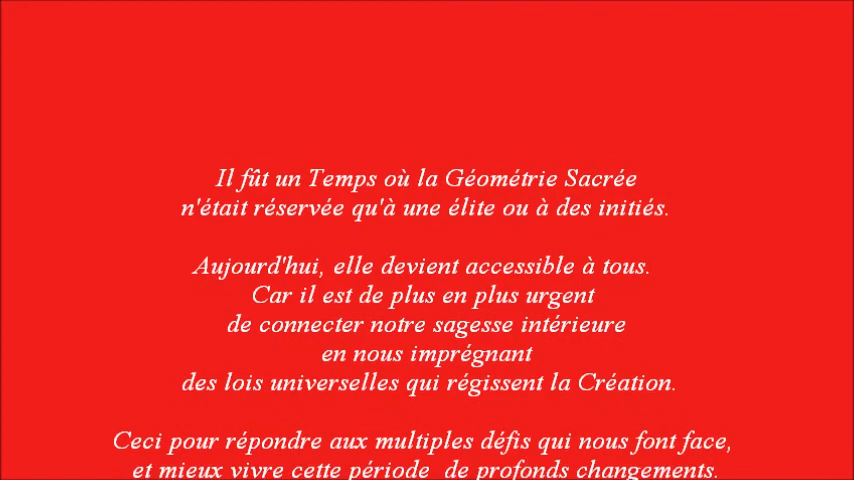 Il fût un Temps où la Géométrie Sacrée
n'était réservée qu'à une élite ou à des initiés.
Aujourd'hui, elle devient accessible à tous.
Car il est de plus en plus urgent
de connecter notre sagesse intérieure
en nous imprégnant
des lois universelles qui régissent la Création.
Ceci pour répondre aux multiples défis qui nous font face,
et mieux vivre cette période de profonds changements.